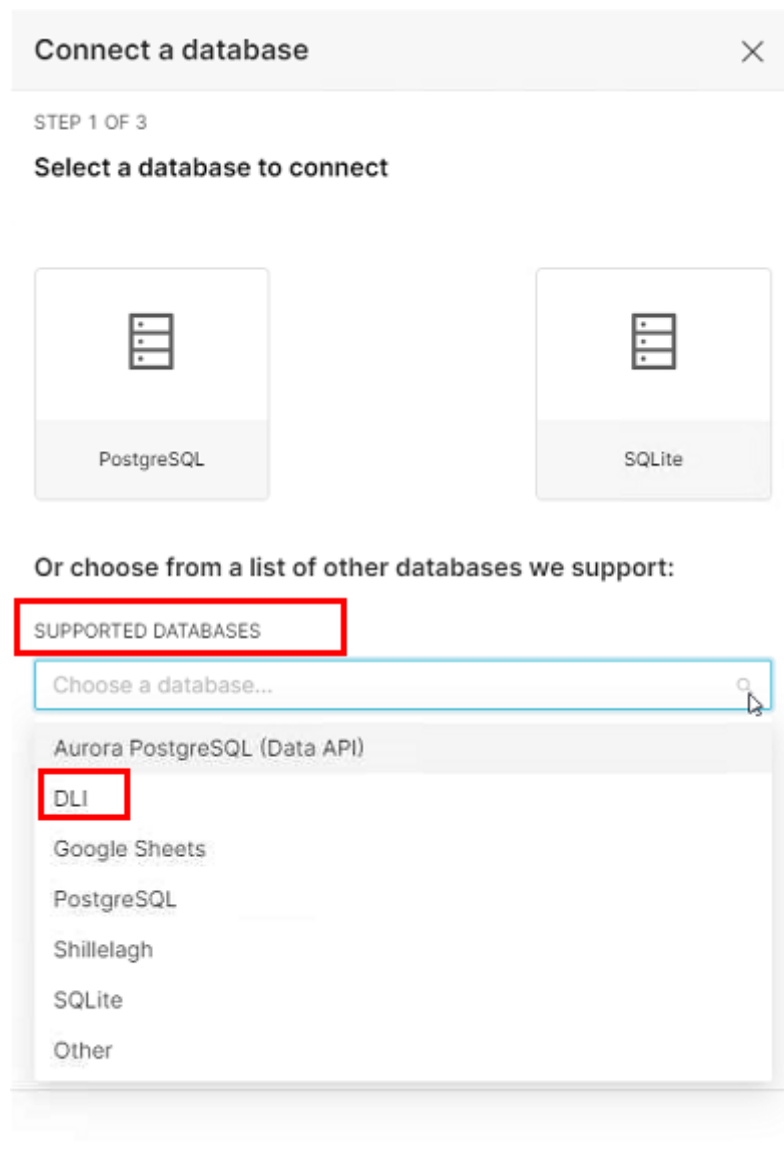 Connect a database
STEP 1 OF 3
Select a database to connect
PostgreSQL
SQLite
Or choose from a list of other databases we support:
SUPPORTED DATABASES
Choose a database...
Aurora PostgreSQL (Data API)
DLI
Google Sheets
PostgreSQL
Shillelagh
SQLite
Other